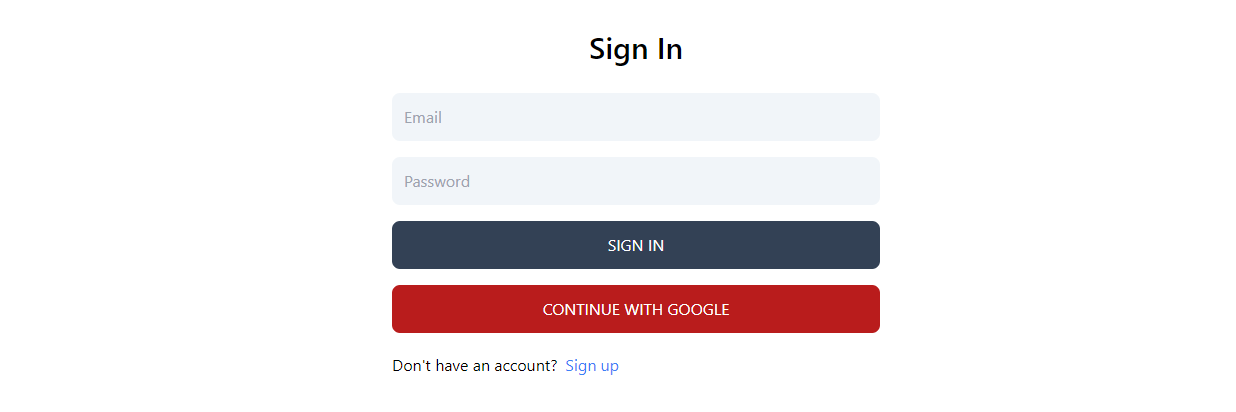 Sign In
Email
Password
SIGN IN
CONTINUE WITH GOOGLE
Don't have an account? Sign up